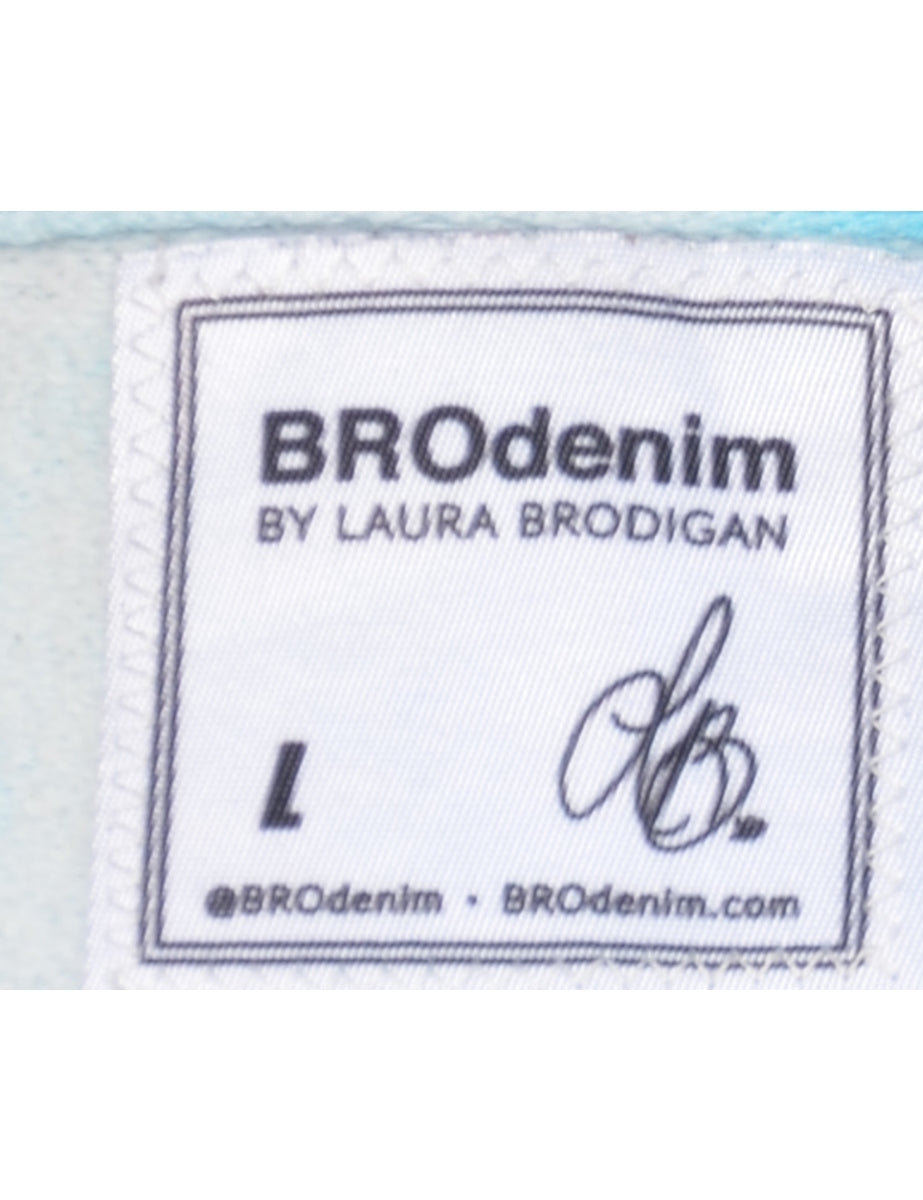 BROdenim
BY LAURA BRODIGAN
L
@BROdenim · BROdenim.com